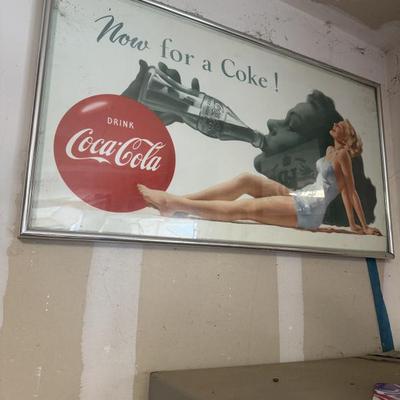 Now for a Coke!
DRINK
Coca-Cola